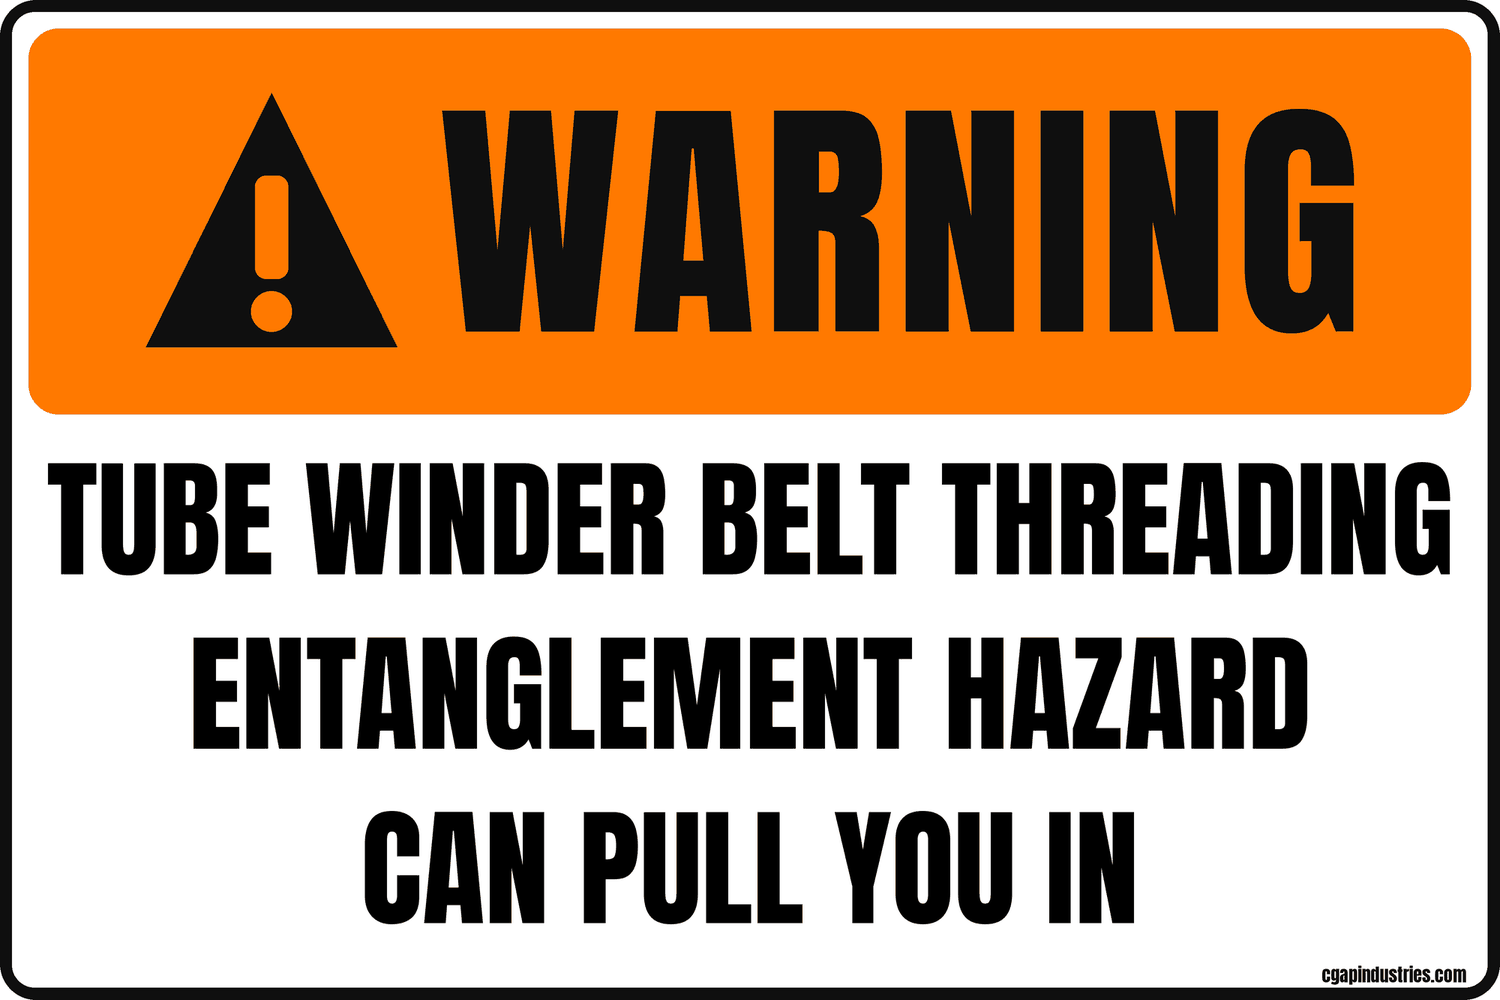 WARNING
TUBE WINDER BELT THREADING
ENTANGLEMENT HAZARD
CAN PULL YOU IN
cgapindustries.com